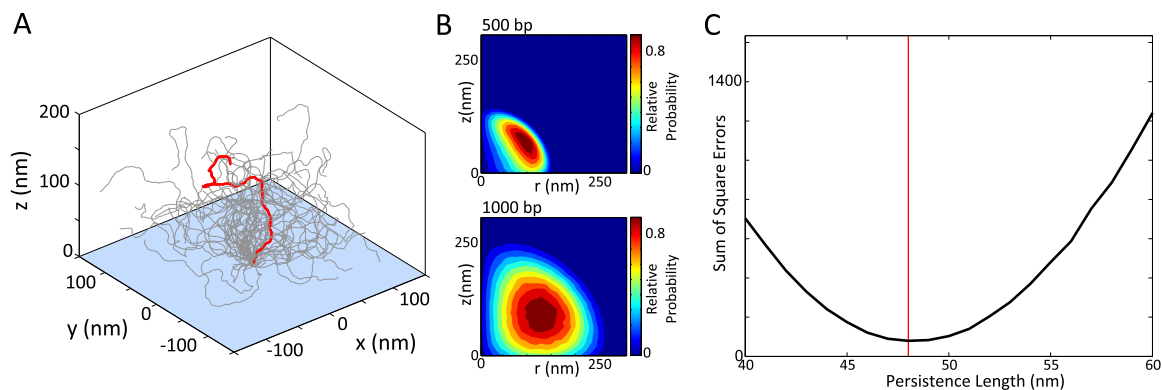 A
200
100
0
z (nm)
100
0
-100
y (nm)
-100
0
100
x (nm)
B
500 bp
250
z(nm)
0
0
r (nm)
250
0.8
0
Relative
Probability
1000 bp
250
z(nm)
0
0
r (nm)
250
0.8
0
Relative
Probability
C
1400
0
Sum of Square Errors
40
45
50
55
60
Persistence Length (nm)